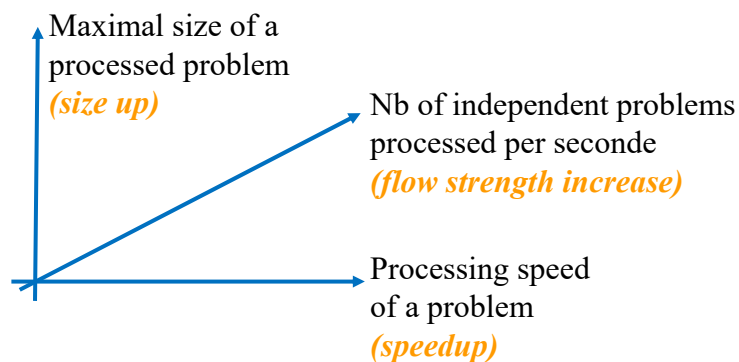 Maximal size of a
processed problem
(size up)
Nb of independent problems
processed per seconde
(flow strength increase)
Processing speed
of a problem
(speedup)